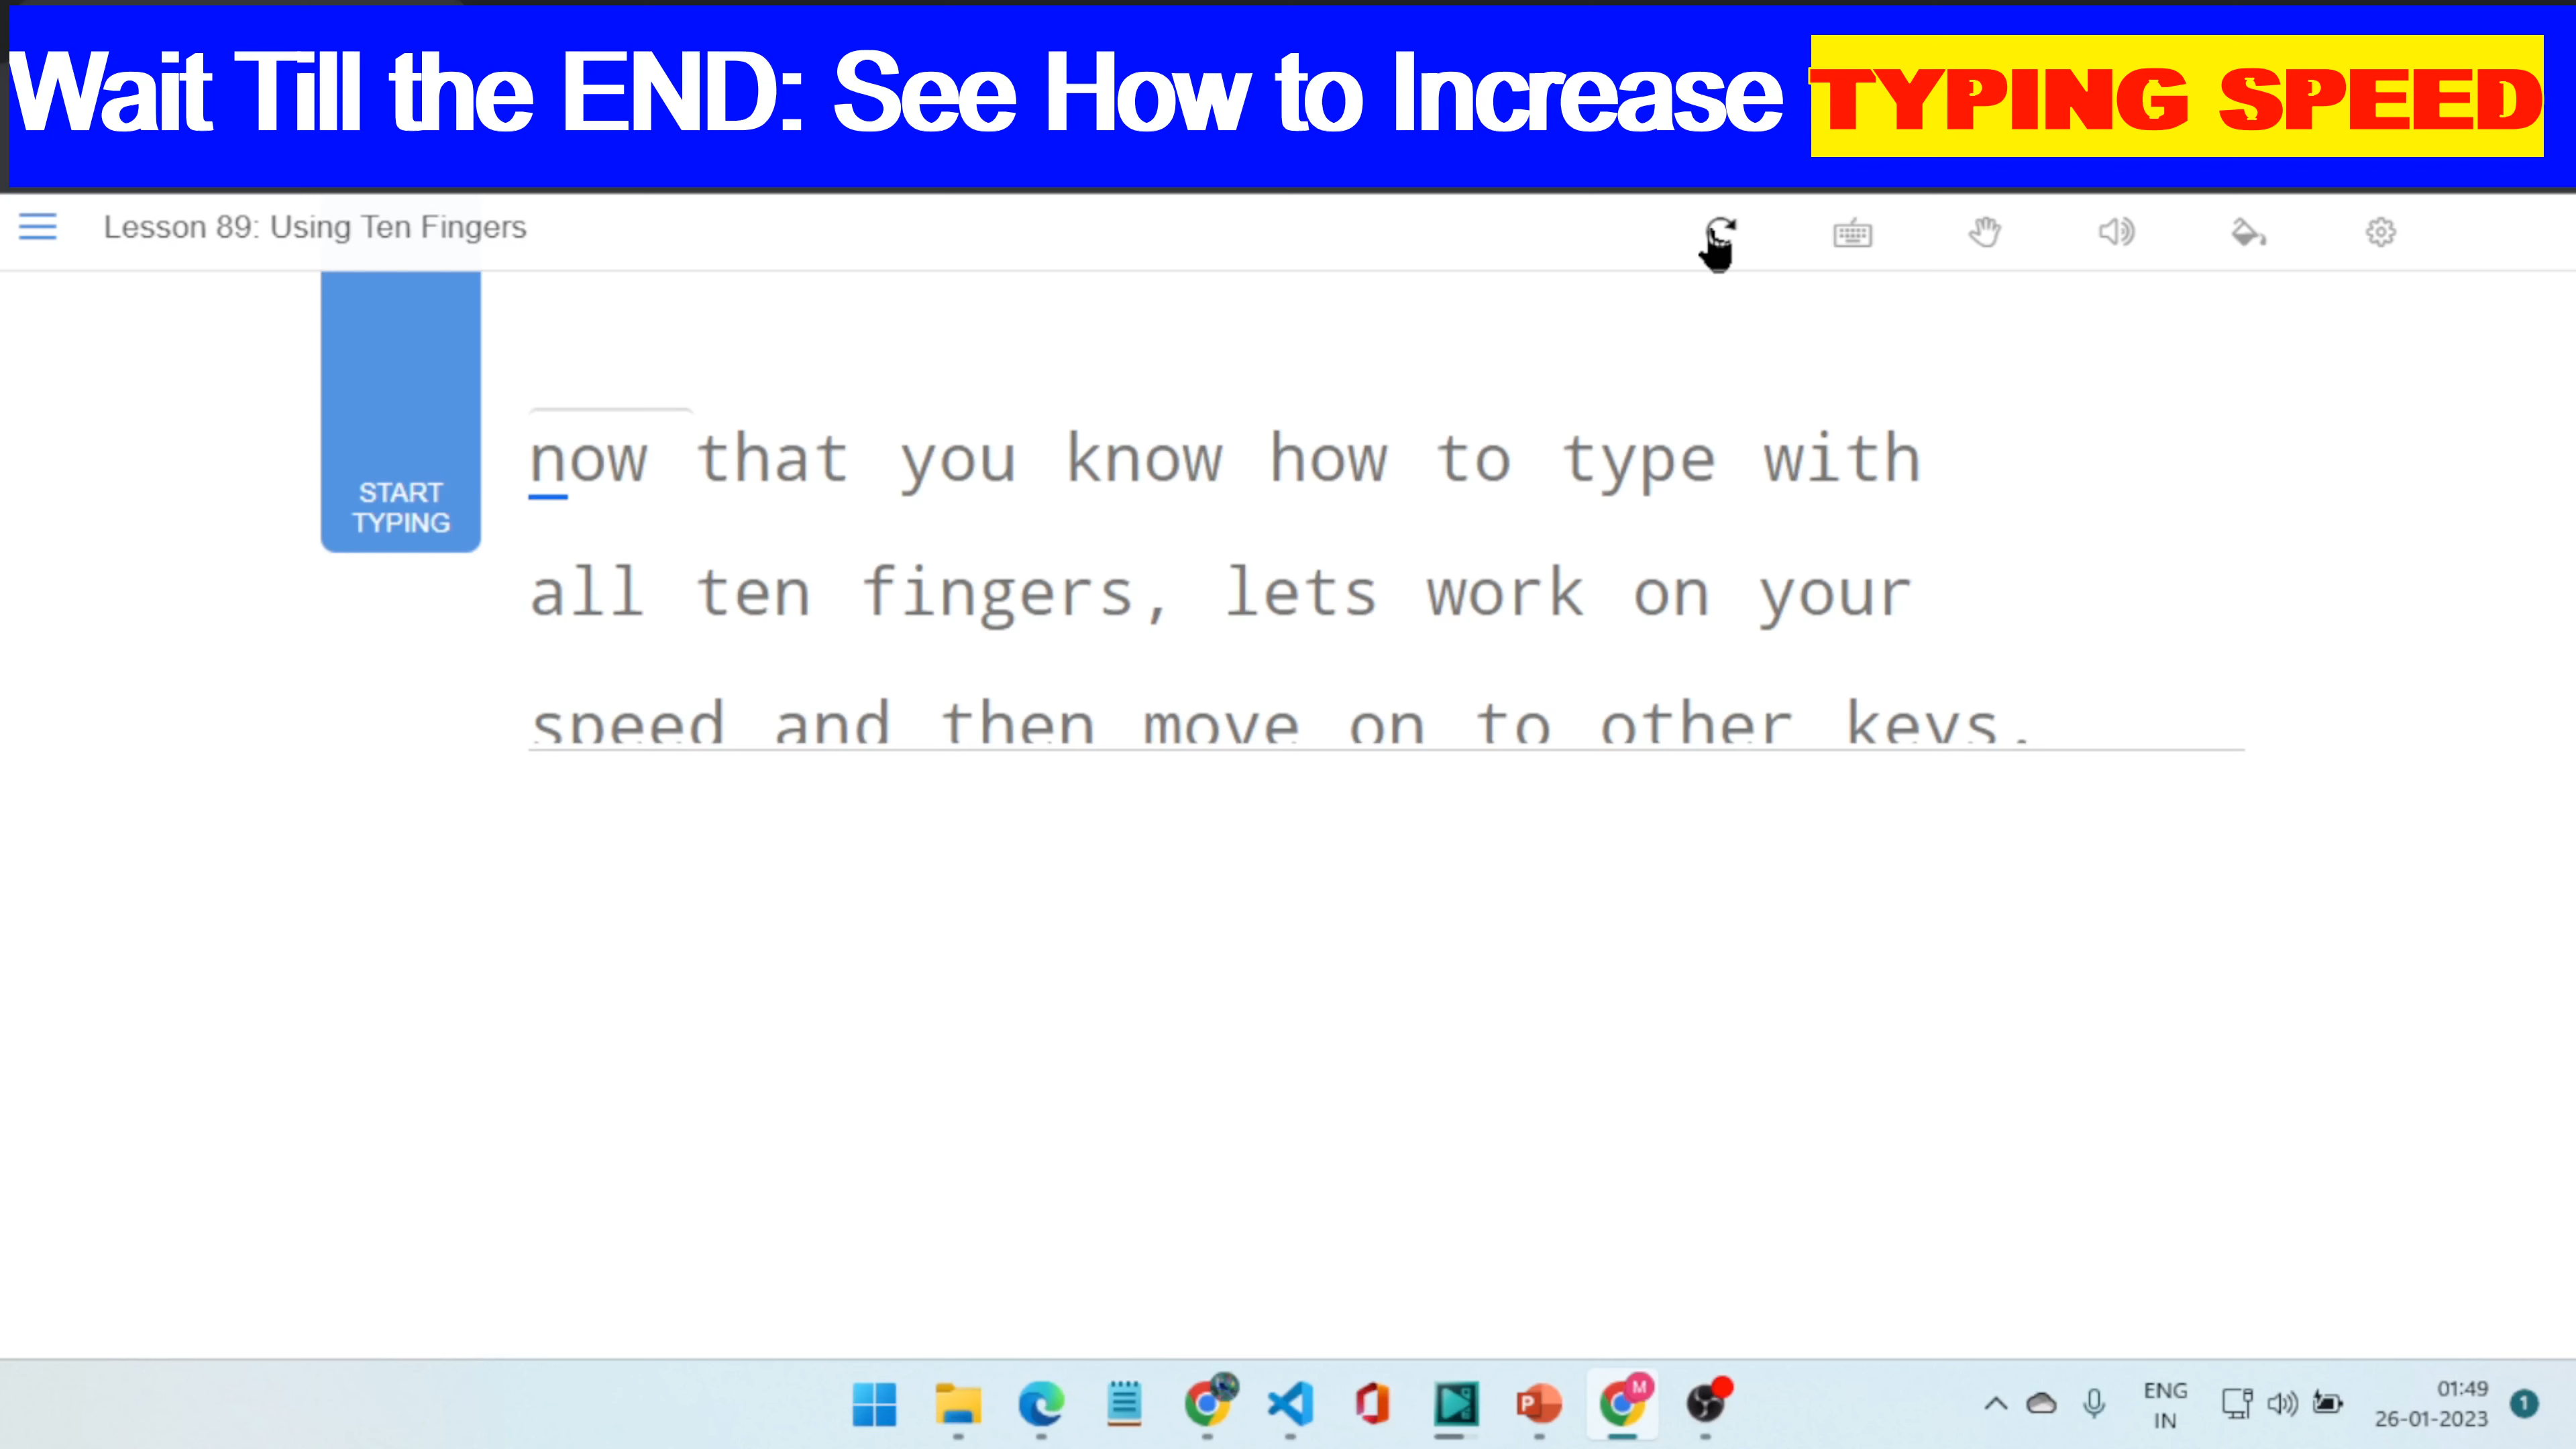 Wait Till the END: See How to Increase TYPING SPEED
Lesson 89: Using Ten Fingers
START
TYPING
now that you know how to type with
all ten fingers, lets work on your
speed and then move on to other keys.
M
P
ENG
IN
01:49
26-01-2023
1